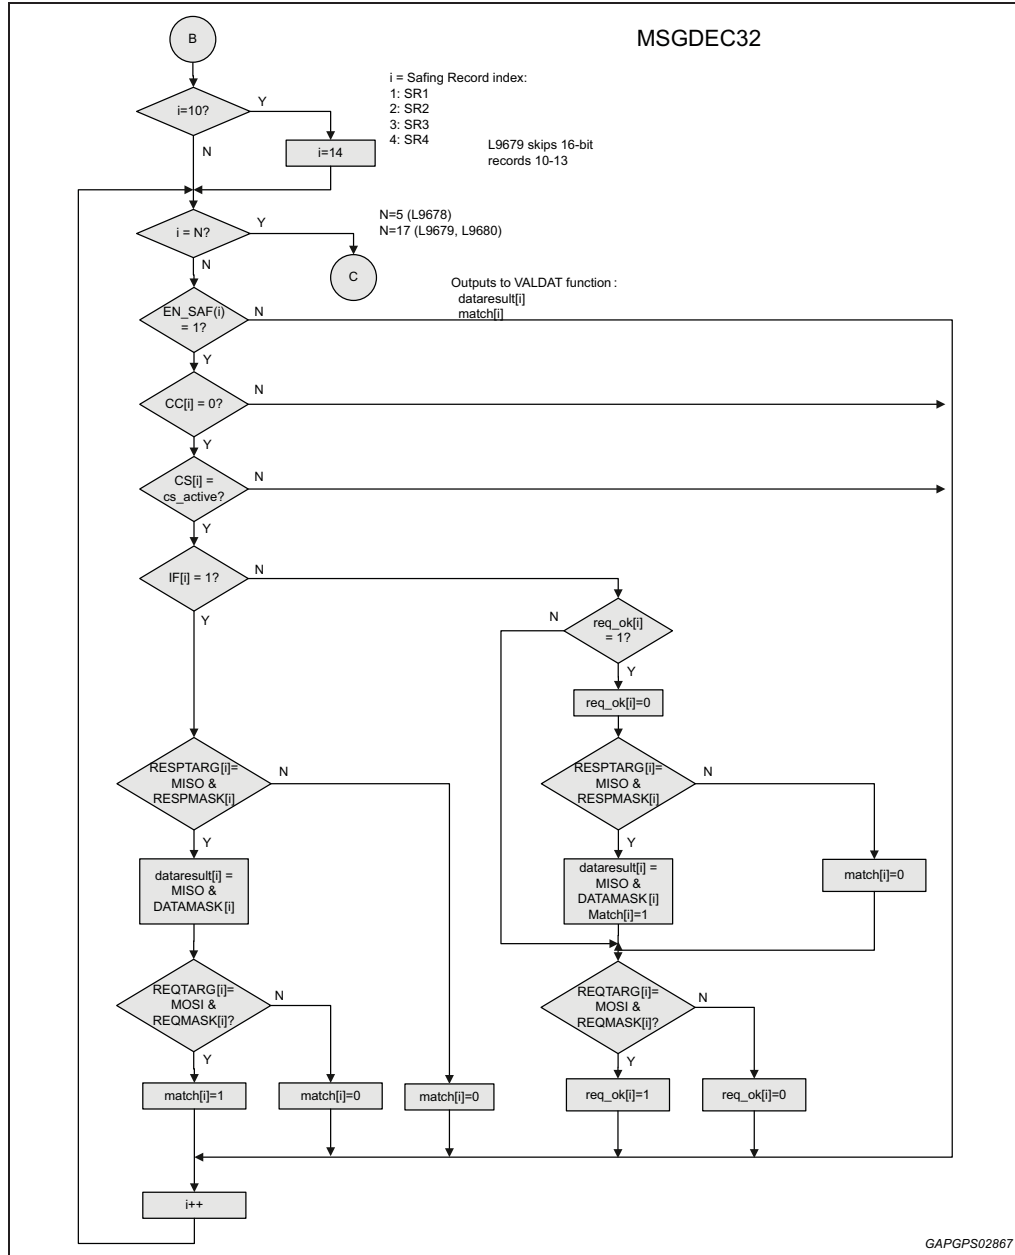 MSGDEC32
B
i=10?
Y
N
i=14
i = Safing Record index:
1: SR1
2: SR2
3: SR3
4: SR4
L9679 skips 16-bit
records 10-13
i = N?
Y
N
C
N=5 (L9678)
N=17 (L9679, L9680)
Outputs to VALDAT function :
dataresult[i]
match[i]
EN_SAF(i)
= 1?
N
Y
CC[i] = 0?
N
Y
CS[i] =
cs_active?
N
Y
IF[i] = 1?
N
Y
req_ok[i]
= 1?
N
Y
req_ok[i]=0
RESPTARG[i]=
MISO &
RESPMASK[i]
N
Y
RESPTARG[i]=
MISO &
RESPMASK[i]
N
Y
dataresult[i] =
MISO &
DATAMASK[i]
dataresult[i] =
MISO &
DATAMASK[i]
Match[i]=1
match[i]=0
REQTARG[i]=
MOSI &
REQMASK[i]?
N
Y
REQTARG[i]=
MOSI &
REQMASK[i]?
N
Y
match[i]=1
match[i]=0
match[i]=0
req_ok[i]=1
req_ok[i]=0
i++
GAPGPS02867